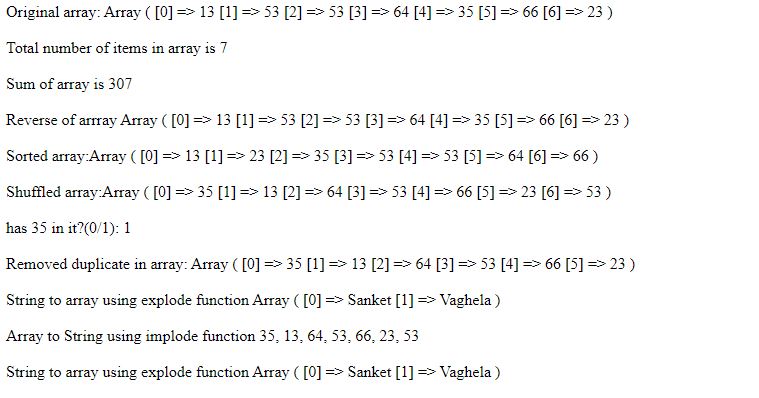 Original array: Array ( [0] => 13 [1] => 53 [2] => 53 [3] => 64 [4] => 35 [5] => 66 [6] => 23 )
Total number of items in array is 7
Sum of array is 307
Reverse of arrray Array ( [0] => 13 [1] => 53 [2] => 53 [3] => 64 [4] => 35 [5] => 66 [6] => 23 )
Sorted array:Array ( [0] => 13 [1] => 23 [2] => 35 [3] => 53 [4] => 53 [5] => 64 [6] => 66 )
Shuffled array:Array ( [0] => 35 [1] => 13 [2] => 64 [3] => 53 [4] => 66 [5] => 23 [6] => 53 )
has 35 in it?(0/1): 1
Removed duplicate in array: Array ( [0] => 35 [1] => 13 [2] => 64 [3] => 53 [4] => 66 [5] => 23 )
String to array using explode function Array ( [0] => Sanket [1] => Vaghela )
Array to String using implode function 35, 13, 64, 53, 66, 23, 53
String to array using explode function Array ( [0] => Sanket [1] => Vaghela )